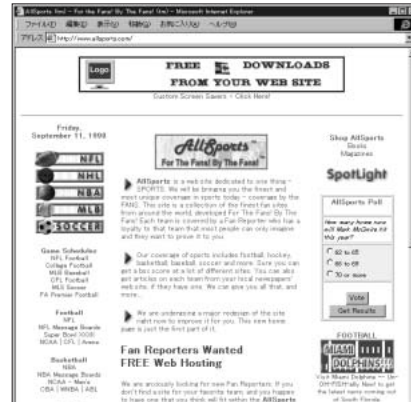 AllSports (tm) - For the Fans! By The Fans! (tm) - Microsoft Internet Explorer
ファイル(F) 編集(E) 表示(V) 移動(G) お気に入り(A) ヘルプ(H)
アドレス http://www.allsports.com/
Logo
FREE DOWNLOADS
FROM YOUR WEB SITE
Custom Screen Savers - Click Here!
Friday,
September 11, 1998
NFL
NHL
NBA
MLB
SOCCER
Game Schedules
NFL Football
College Football
MLB Baseball
CFL Football
MLS Soccer
FA Premier Football
Football
NFL
NFL Message Boards
Super Bowl XXXIII
NCAA | CFL | Arena
Basketball
NBA
NBA Message Boards
NCAA - Men's
CBA | WNBA | ABL
AllSports
For The Fans! By The Fans!
AllSports is a web site dedicated to one thing -
SPORTS. We will be bringing you the finest and
most unique coverage in sports today - coverage by the
FANS. This site is a collection of the finest fan sites
from around the world, developed For The Fans! By The
Fans! Each team is covered by a Fan Reporter who has a
loyalty to that team that most people can only imagine
and they want to prove it to you.
Our coverage of sports includes football, hockey,
basketball, baseball, soccer and more. Sure you can
get a box score at a lot of different sites. You can also
get articles on each team from your local newspapers'
web site, if they have one. We can give you all that, and
more...
We are undergoing a major redesign of the site
right now to improve it for you. This new home
page is just the first part of it.
Fan Reporters Wanted
FREE Web Hosting
We are anxiously looking for new Fan Reporters. If you
don't find a site for your favorite team, and you happen
to have one that you think will fit within the AllSports
Shop AllSports
Books
Magazines
SpotLight
AllSports Poll
How many home runs
will Mark McGwire hit
this year?
62 to 65
66 to 69
70 or more
Vote
Get Results
FOOTBALL
MIAMI
DOLPHINS
Visit Miami Dolphins -- Un-
OH-FISH-ially Need to get
the latest news coming out
of South Florida